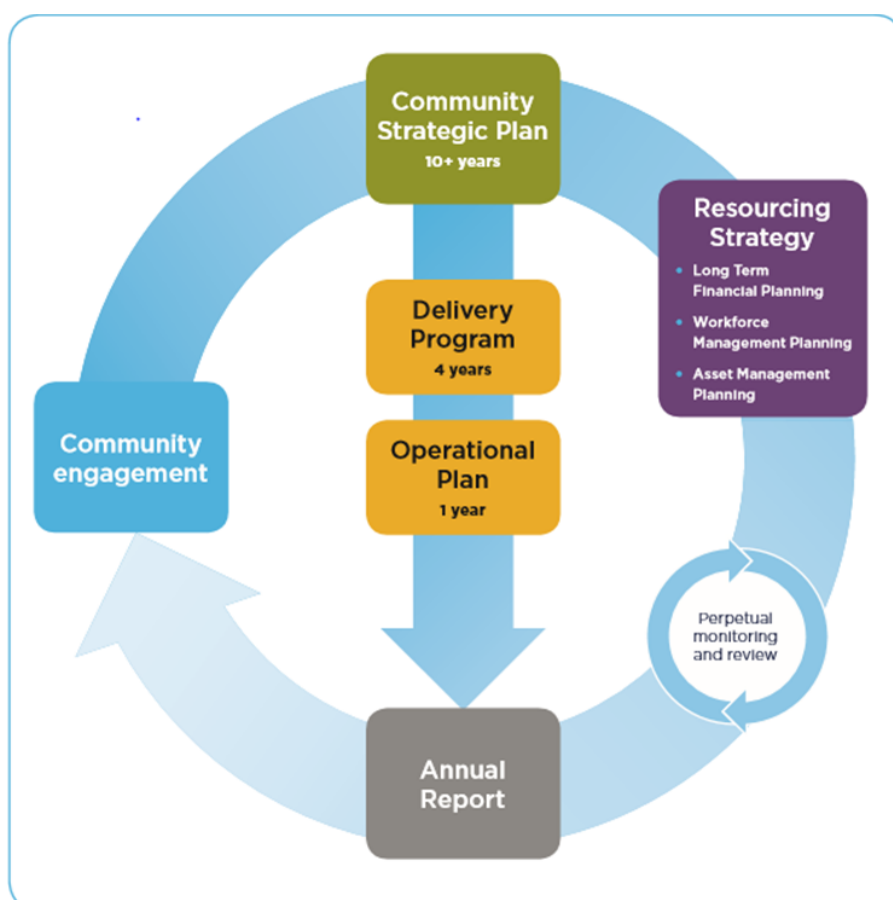 Community
Strategic Plan
10+ years
Resourcing
Strategy
• Long Term
Financial Planning
• Workforce
Management Planning
• Asset Management
Planning
Delivery
Program
4 years
Community
engagement
Operational
Plan
1 year
Perpetual
monitoring
and review
Annual
Report